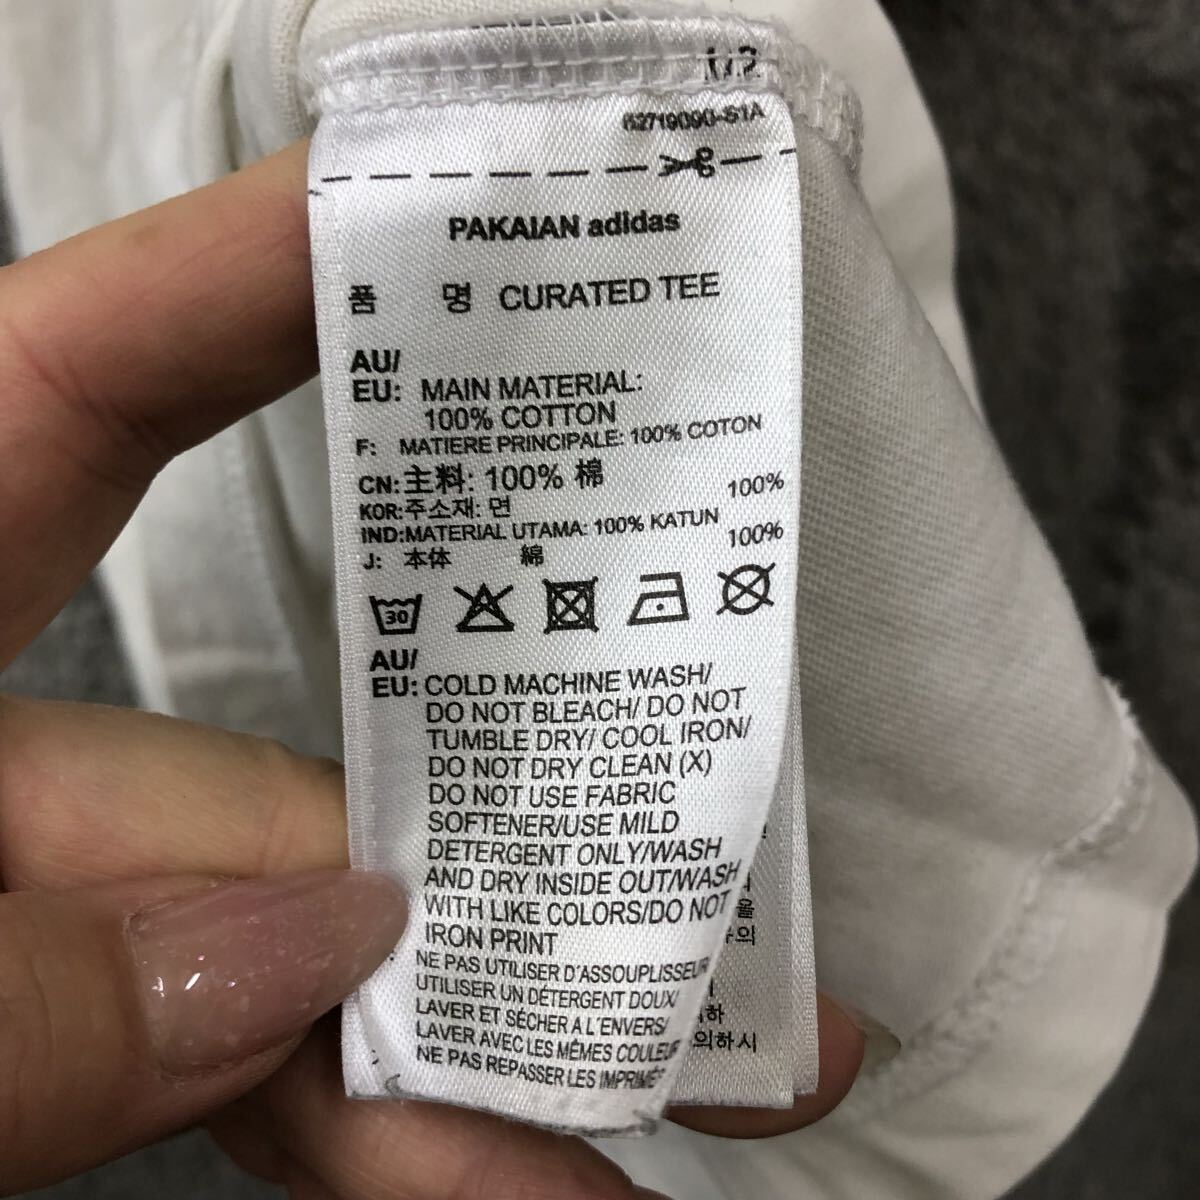 62719090-S1A
PAKAIAN adidas
품 명 CURATED TEE
AU/
EU: MAIN MATERIAL:
100% COTTON
F: MATIERE PRINCIPALE: 100% COTON
CN:主料: 100% 棉
KOR:주소재: 면 100%
IND:MATERIAL UTAMA: 100% KATUN
J: 本体 綿 100%
30
AU/
EU: COLD MACHINE WASH/
DO NOT BLEACH/ DO NOT
TUMBLE DRY/ COOL IRON/
DO NOT DRY CLEAN (X)
DO NOT USE FABRIC
SOFTENER/USE MILD
DETERGENT ONLY/WASH
AND DRY INSIDE OUT/WASH
WITH LIKE COLORS/DO NOT
IRON PRINT
NE PAS UTILISER D'ASSOUPLISSEUR/
UTILISER UN DÉTERGENT DOUX/
LAVER ET SÉCHER A L'ENVERS/
LAVER AVEC LES MÊMES COULEUR
NE PAS REPASSER LES IMPRIMÉS